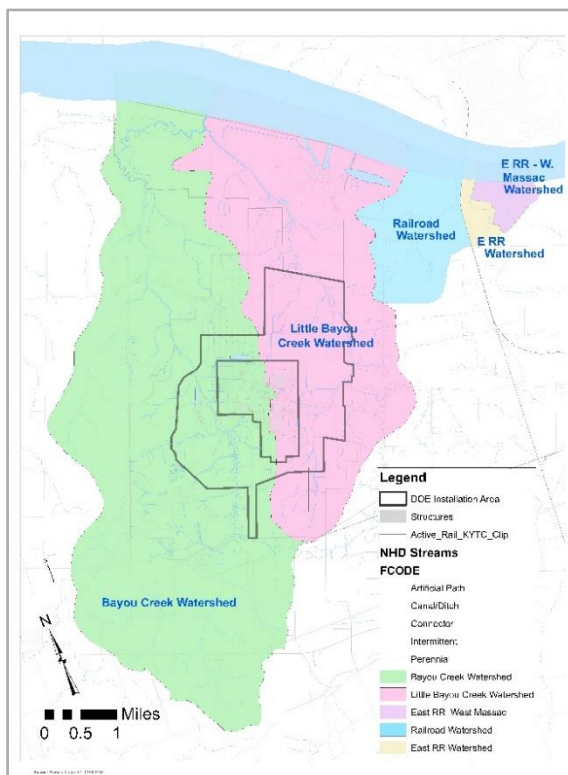 E RR - W.
Massac
Watershed
Railroad
Watershed
E RR
Watershed
Little Bayou
Creek Watershed
Bayou Creek Watershed
Legend
DOE Installation Area
Structures
Active_Rail_KYTC_Clip
NHD Streams
FCODE
Artificial Path
Canal/Ditch
Connector
Intermittent
Perennial
Bayou Creek Watershed
Little Bayou Creek Watershed
East RR West Massac
Railroad Watershed
East RR Watershed
N
Miles
0 0.5 1